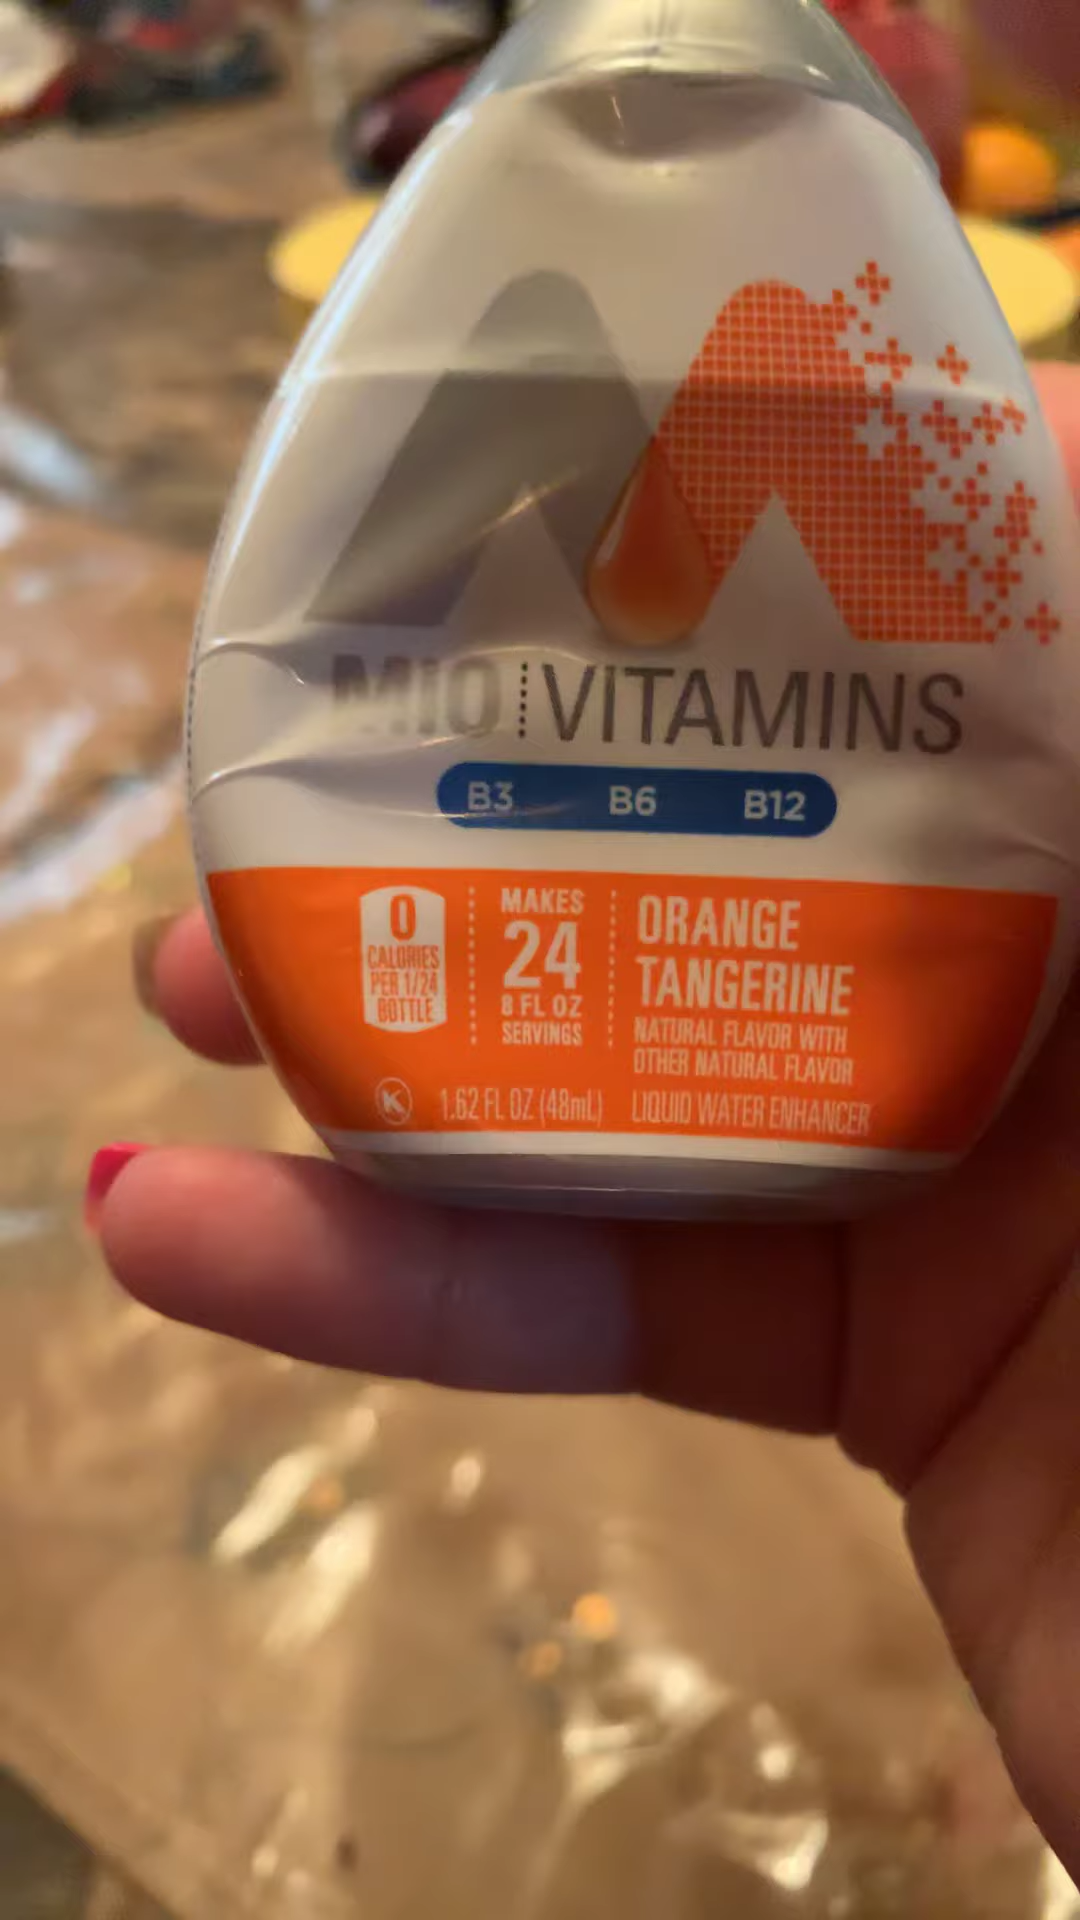 MIO VITAMINS
B3 B6 B12
0
CALORIES
PER 1/24
BOTTLE
MAKES
24
8 FL OZ
SERVINGS
ORANGE
TANGERINE
NATURAL FLAVOR WITH
OTHER NATURAL FLAVOR
K 1.62 FL OZ (48mL) LIQUID WATER ENHANCER